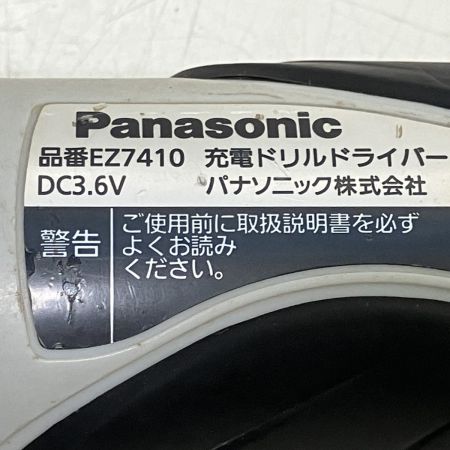 Panasonic
品番EZ7410 充電ドリルドライバー
DC3.6V パナソニック株式会社
警告 ご使用前に取扱説明書を必ず
よくお読み
ください。